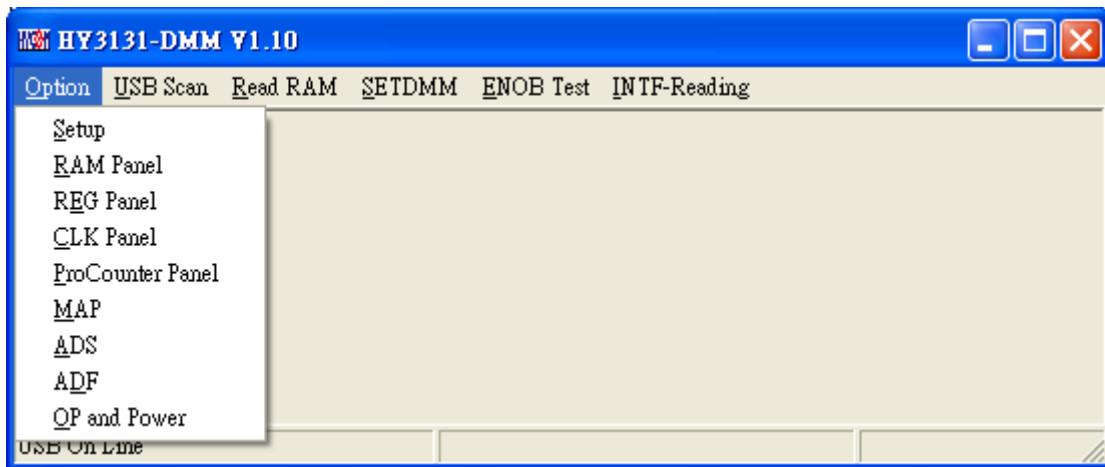 HY3131-DMM V1.10
Option USB Scan Read RAM SETDMM ENOB Test INTF-Reading
Setup
RAM Panel
REG Panel
CLK Panel
ProCounter Panel
MAP
ADS
ADF
OP and Power
USB On Line